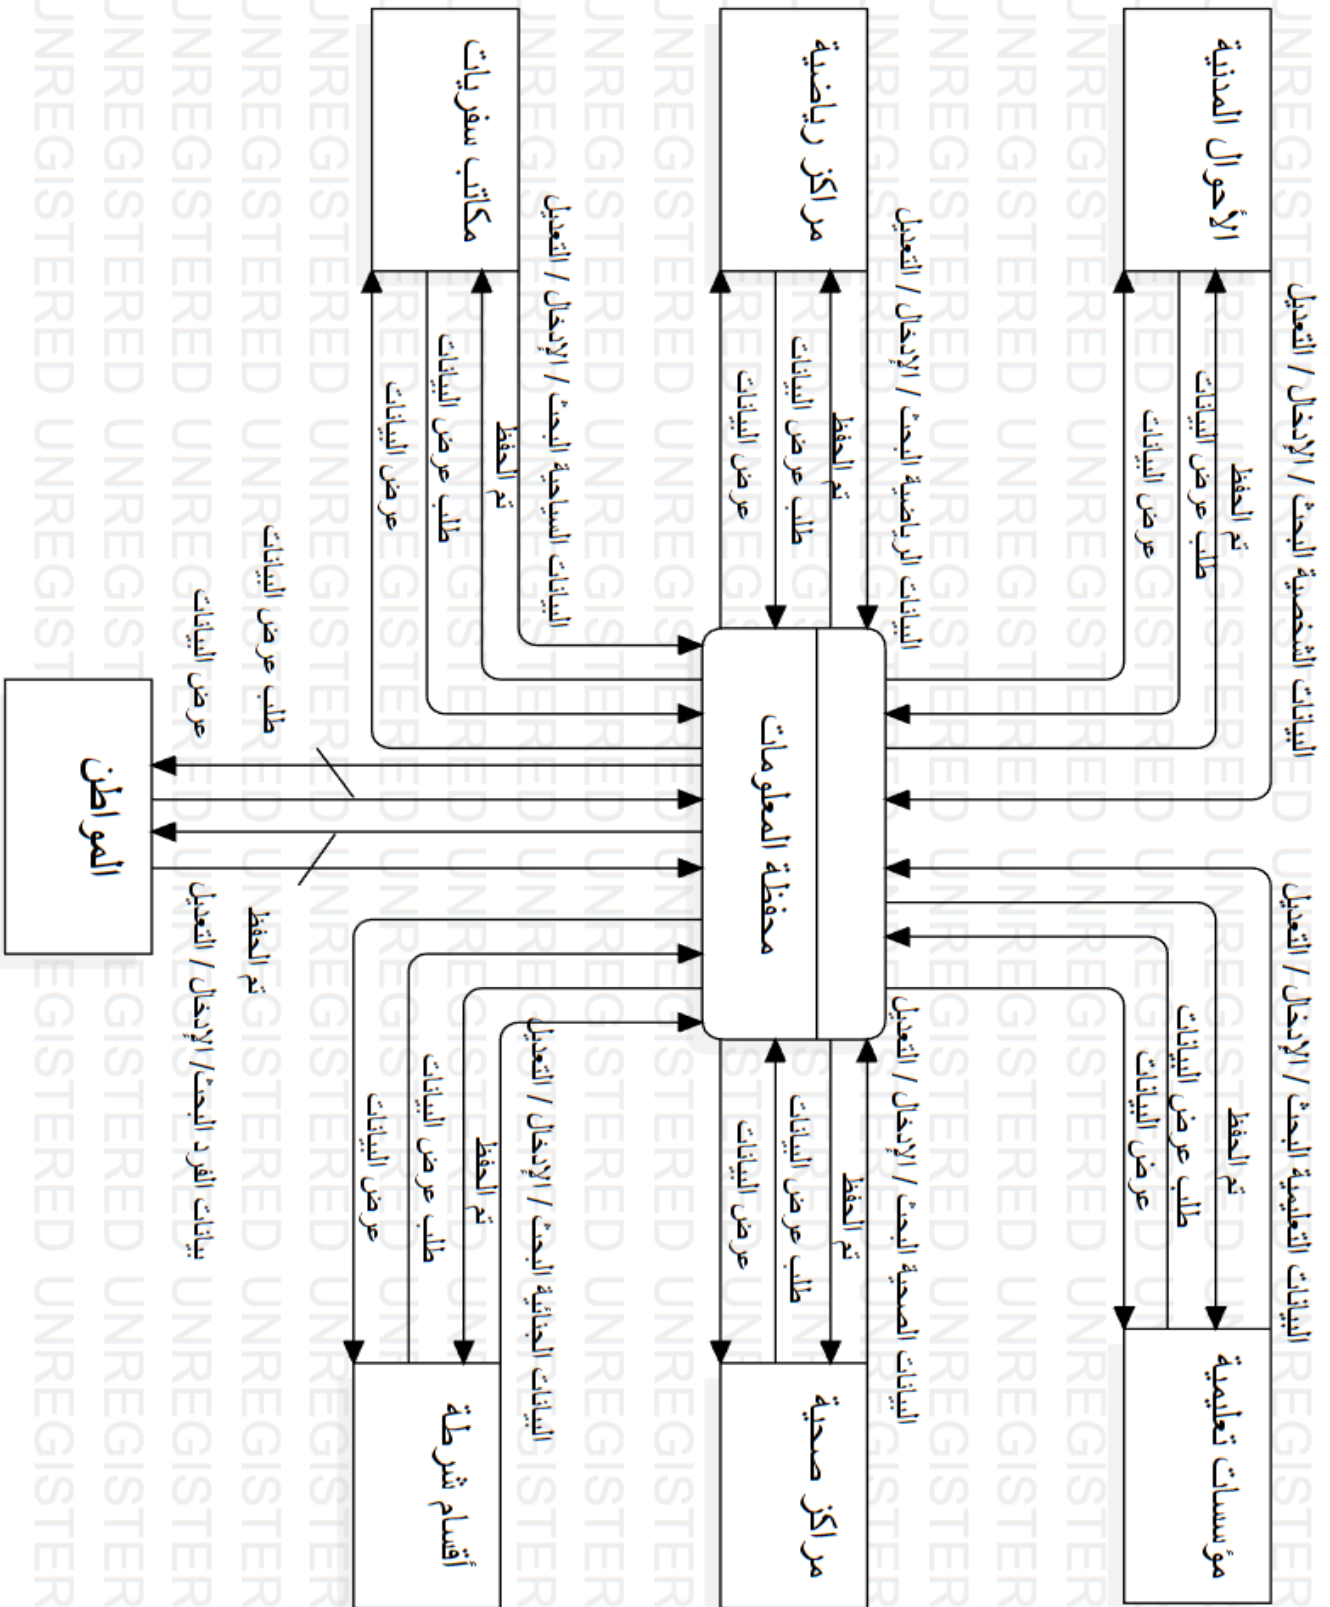 الأحوال المدنية
مؤسسات تعليمية
البيانات الشخصية البحث / الإدخال / التعديل
تم الحفظ
طلب عرض البيانات
عرض البيانات
البيانات التعليمية البحث / الإدخال / التعديل
تم الحفظ
طلب عرض البيانات
عرض البيانات
مراكز رياضية
البيانات الرياضية البحث / الإدخال / التعديل
تم الحفظ
طلب عرض البيانات
عرض البيانات
محفظة المعلومات
البيانات الصحية البحث / الإدخال / التعديل
تم الحفظ
طلب عرض البيانات
عرض البيانات
مراكز صحية
مكاتب سفريات
البيانات السياحية البحث / الإدخال / التعديل
تم الحفظ
طلب عرض البيانات
عرض البيانات
البيانات الجنائية البحث / الإدخال / التعديل
تم الحفظ
طلب عرض البيانات
عرض البيانات
أقسام شرطة
طلب عرض البيانات
عرض البيانات
تم الحفظ
بيانات الفرد البحث/ الإدخال / التعديل
المواطن
UNREGISTERED